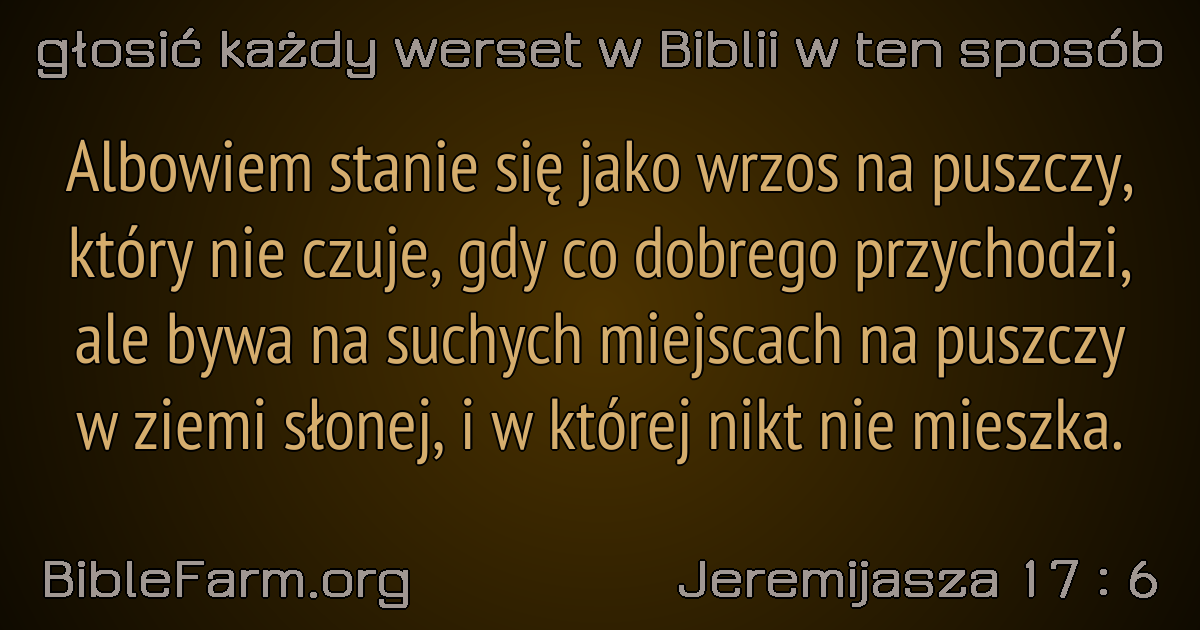 głosić każdy werset w Biblii w ten sposób
Albowiem stanie się jako wrzos na puszczy,
który nie czuje, gdy co dobrego przychodzi,
ale bywa na suchych miejscach na puszczy
w ziemi słonej, i w której nikt nie mieszka.
BibleFarm.org
Jeremijasza 17 : 6